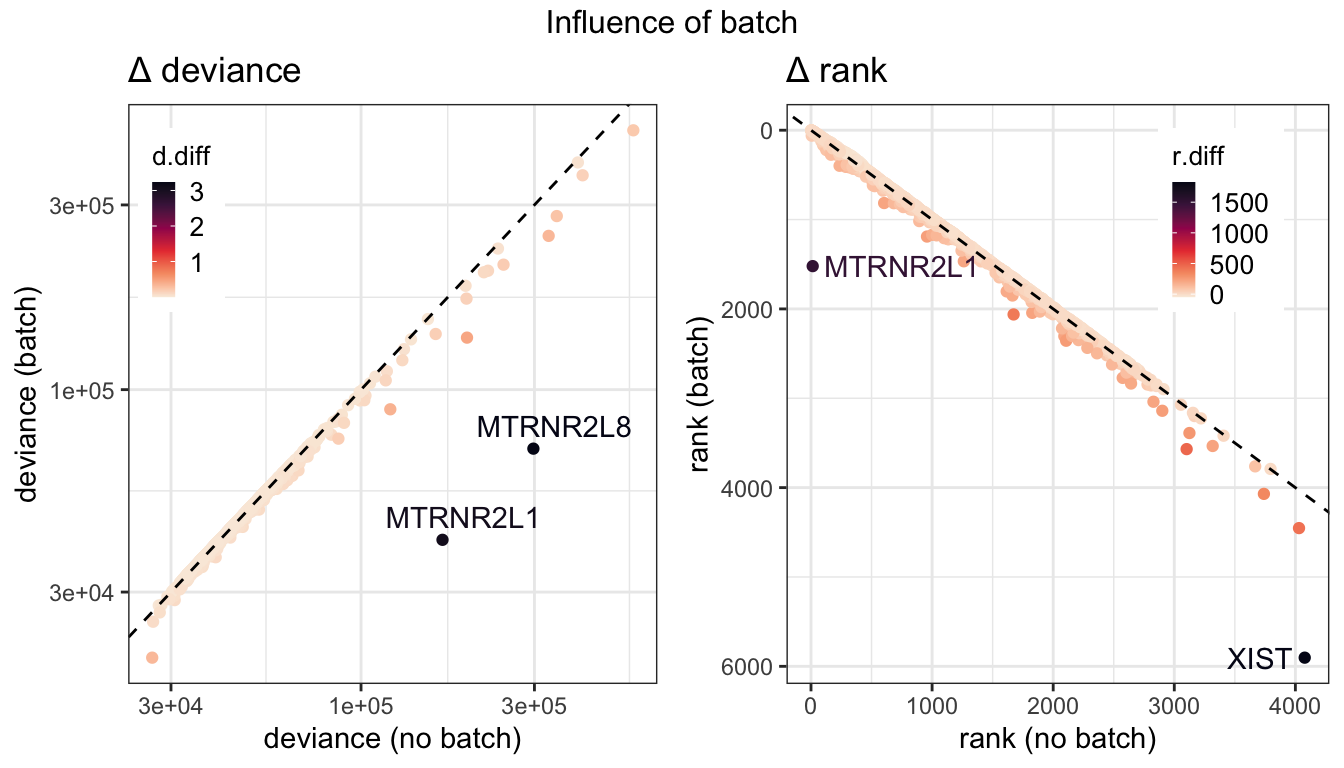 Influence of batch
Δ deviance
d.diff
3
2
1
3e+05
1e+05
3e+04
deviance (batch)
MTRNR2L8
MTRNR2L1
3e+04 1e+05 3e+05
deviance (no batch)
Δ rank
r.diff
1500
1000
500
0
0
2000
4000
6000
rank (batch)
MTRNR2L1
XIST
0 1000 2000 3000 4000
rank (no batch)